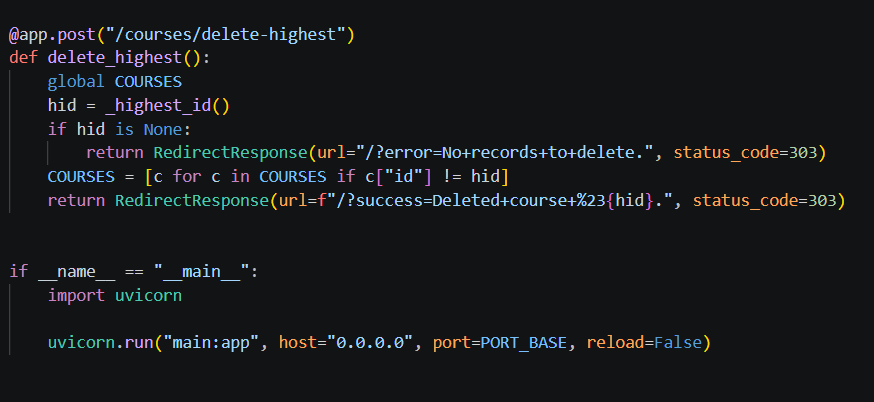 @app.post("/courses/delete-highest")
def delete_highest():
    global COURSES
    hid = _highest_id()
    if hid is None:
        return RedirectResponse(url="/?error=No+records+to+delete.", status_code=303)
    COURSES = [c for c in COURSES if c["id"] != hid]
    return RedirectResponse(url=f"/?success=Deleted+course+%23{hid}.", status_code=303)
if __name__ == "__main__":
    import uvicorn
    uvicorn.run("main:app", host="0.0.0.0", port=PORT_BASE, reload=False)